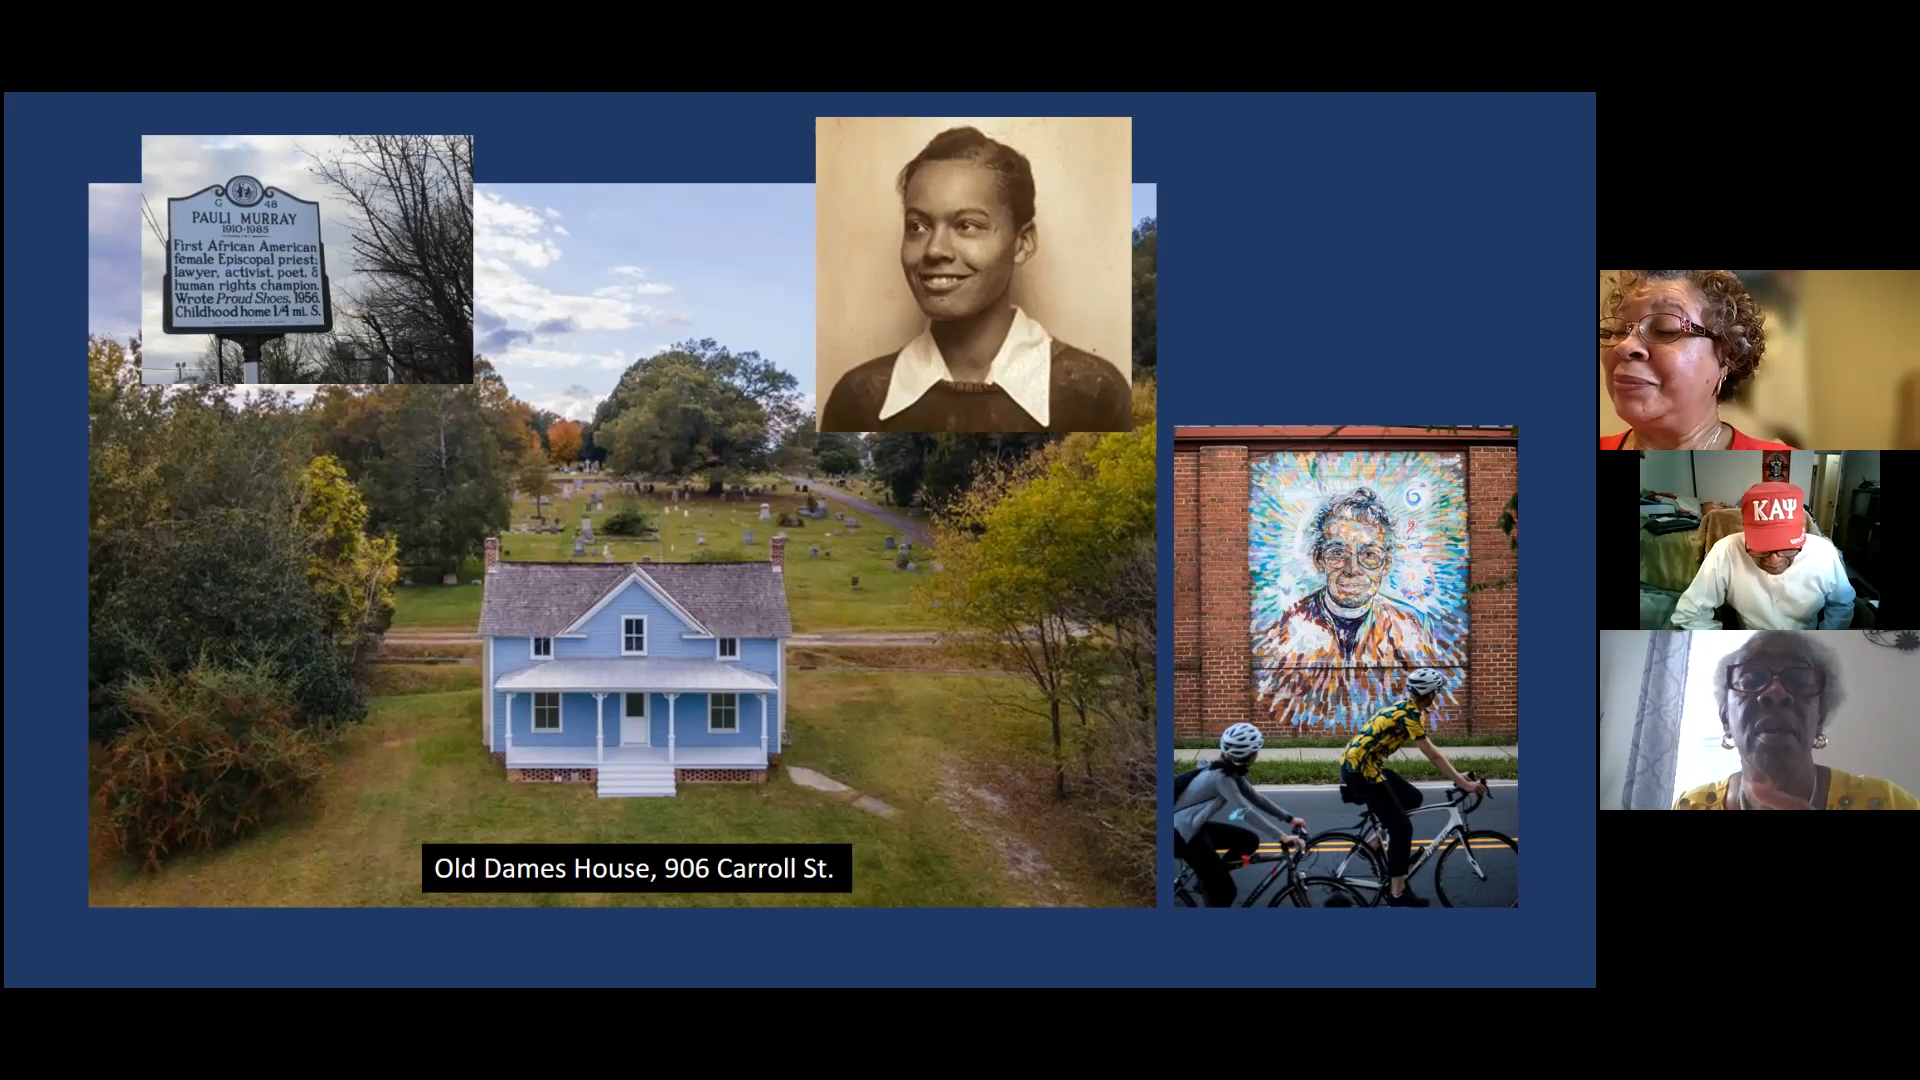 G 48
PAULI MURRAY
1910-1985
First African American
female Episcopal priest;
lawyer, activist, poet, &
human rights champion.
Wrote Proud Shoes, 1956.
Childhood home 1/4 mi. S.
Old Dames House, 906 Carroll St.
ΚΑΨ